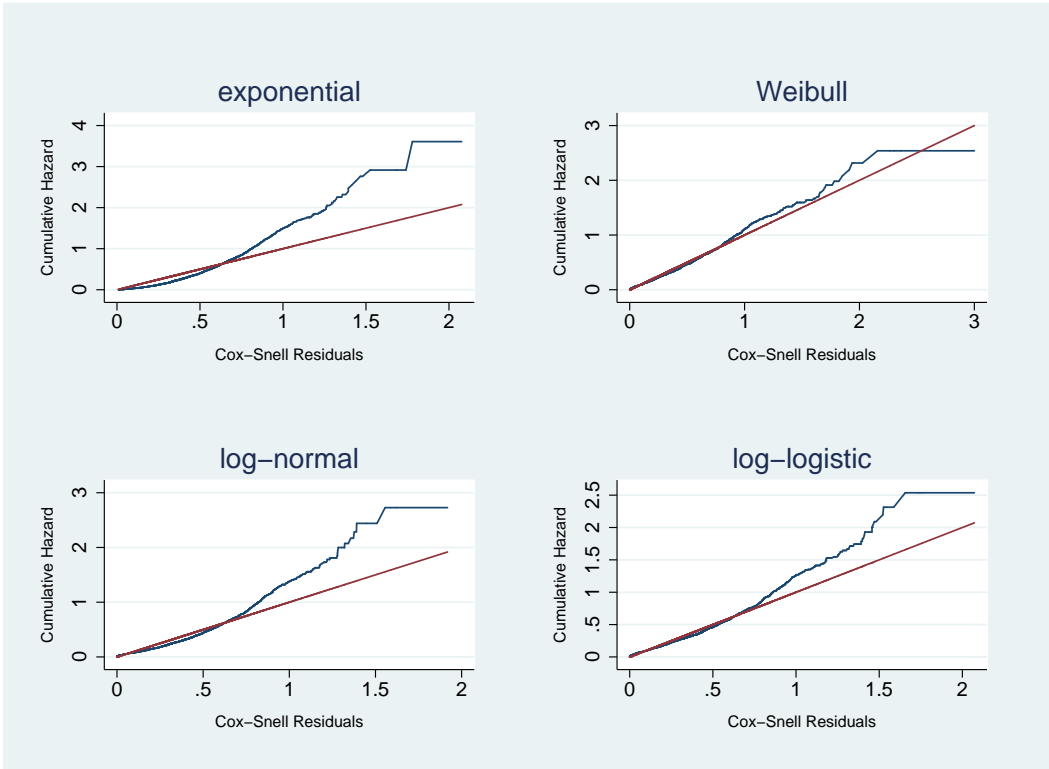 exponential
Cumulative Hazard
4
3
2
1
0
0 .5 1 1.5 2
Cox−Snell Residuals
Weibull
Cumulative Hazard
3
2
1
0
0 1 2 3
Cox−Snell Residuals
log−normal
Cumulative Hazard
3
2
1
0
0 .5 1 1.5 2
Cox−Snell Residuals
log−logistic
Cumulative Hazard
2.5
2
1.5
1
.5
0
0 .5 1 1.5 2
Cox−Snell Residuals